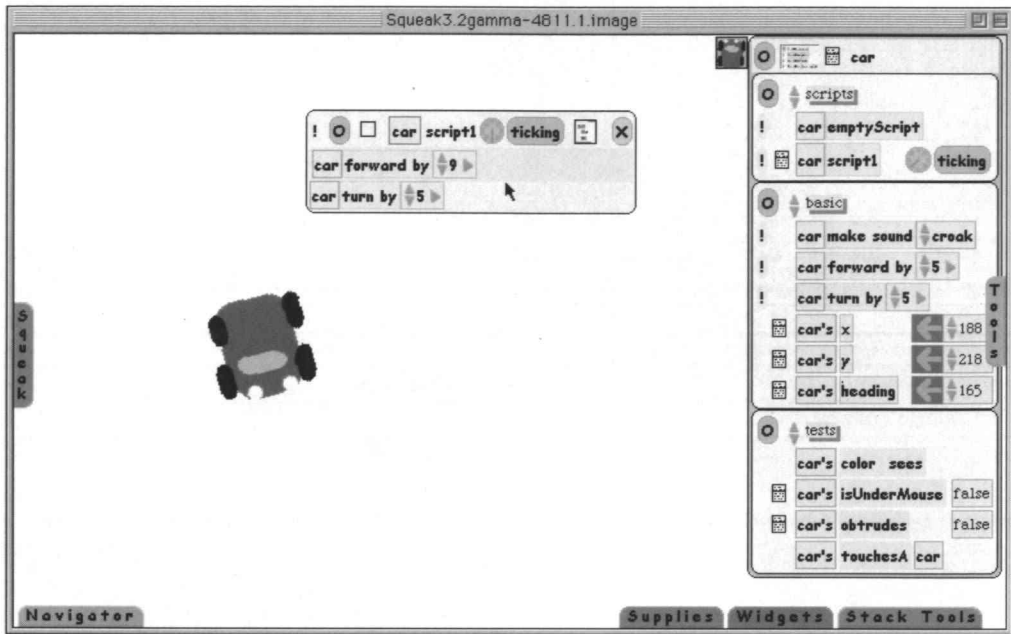 Squeak3.2gamma-4811.1.image
car
scripts
! car emptyScript
! car script1 ticking
! O car script1 ticking X
car forward by 9
car turn by 5
basic
! car make sound croak
! car forward by 5
! car turn by 5
car's x 188
car's y 218
car's heading 165
tests
car's color sees
car's isUnderMouse false
car's obtrudes false
car's touchesA car
Squeak
Tools
Navigator
Supplies
Widgets
Stack Tools